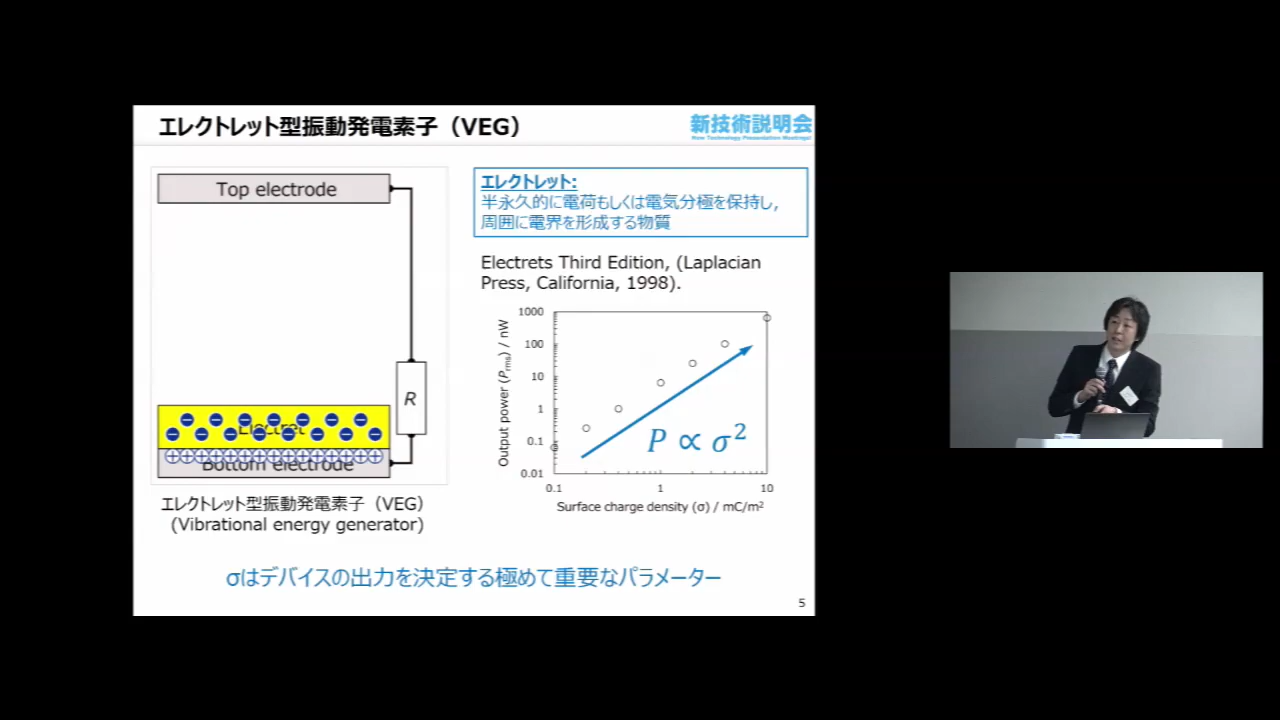 エレクトレット型振動発電素子（VEG）
新技術説明会
New Technology Presentation Meetings!
Top electrode
R
Electret
Bottom electrode
エレクトレット型振動発電素子（VEG）
(Vibrational energy generator)
エレクトレット:
半永久的に電荷もしくは電気分極を保持し，
周囲に電界を形成する物質
Electrets Third Edition, (Laplacian
Press, California, 1998).
Output power (Prms) / nW
1000
100
10
1
0.1
0.01
P ∝ σ²
0.1
1
10
Surface charge density (σ) / mC/m²
σはデバイスの出力を決定する極めて重要なパラメーター
5